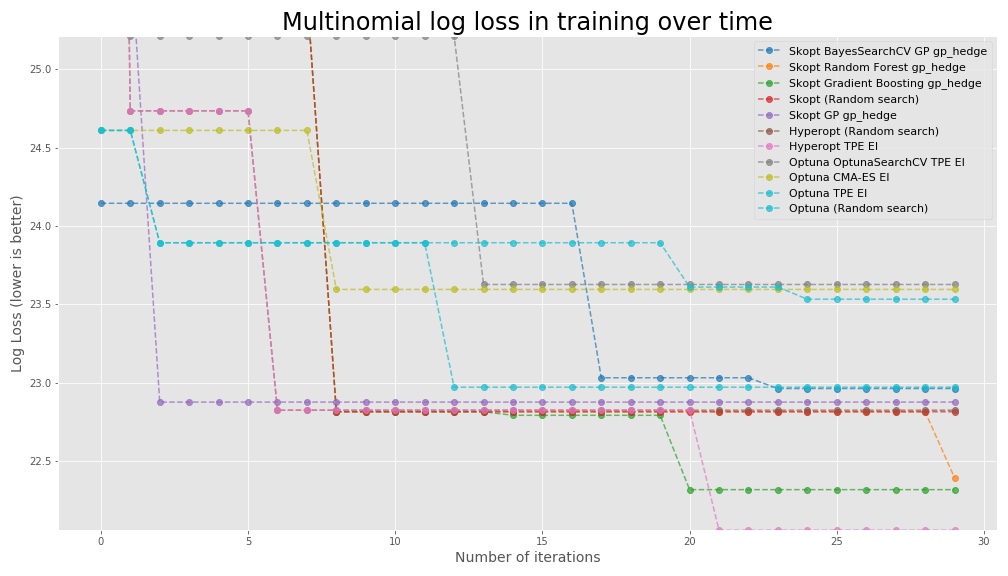 Multinomial log loss in training over time
Log Loss (lower is better)
25.0
24.5
24.0
23.5
23.0
22.5
Skopt BayesSearchCV GP gp_hedge
Skopt Random Forest gp_hedge
Skopt Gradient Boosting gp_hedge
Skopt (Random search)
Skopt GP gp_hedge
Hyperopt (Random search)
Hyperopt TPE EI
Optuna OptunaSearchCV TPE EI
Optuna CMA-ES EI
Optuna TPE EI
Optuna (Random search)
0
5
10
15
20
25
30
Number of iterations